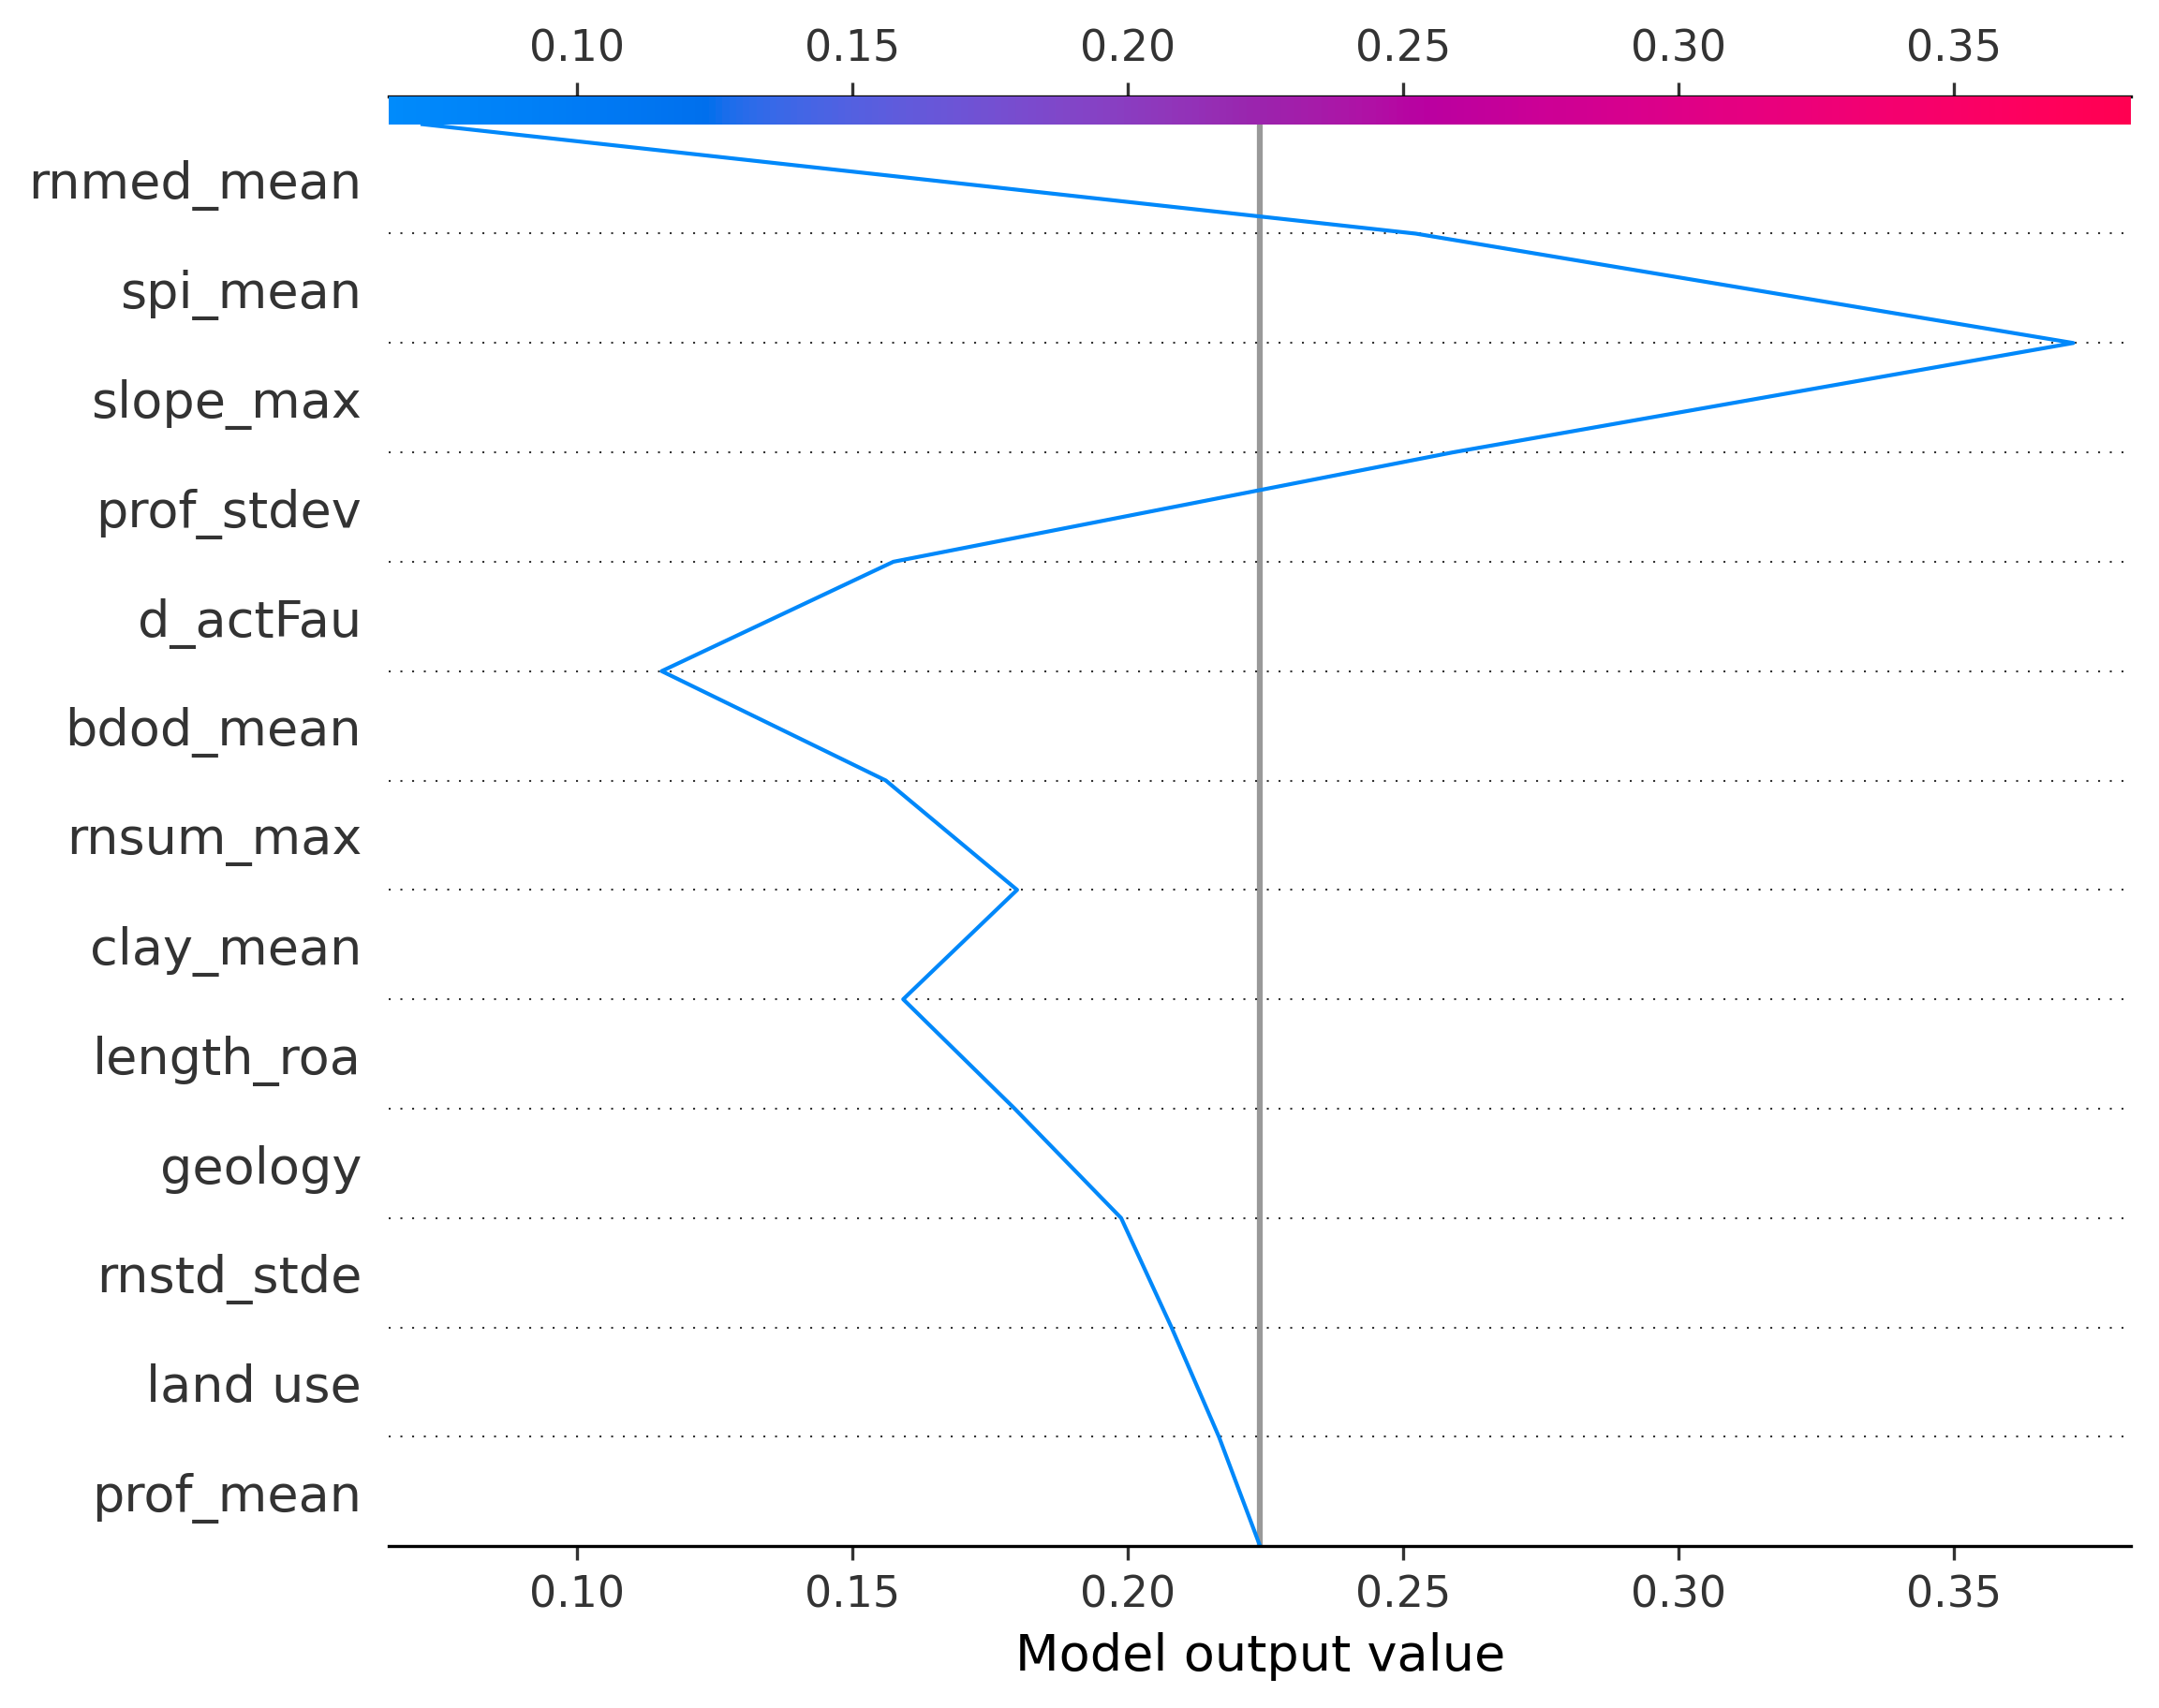 0.10 0.15 0.20 0.25 0.30 0.35
rnmed_mean
spi_mean
slope_max
prof_stdev
d_actFau
bdod_mean
rnsum_max
clay_mean
length_roa
geology
rnstd_stde
land use
prof_mean
0.10 0.15 0.20 0.25 0.30 0.35
Model output value